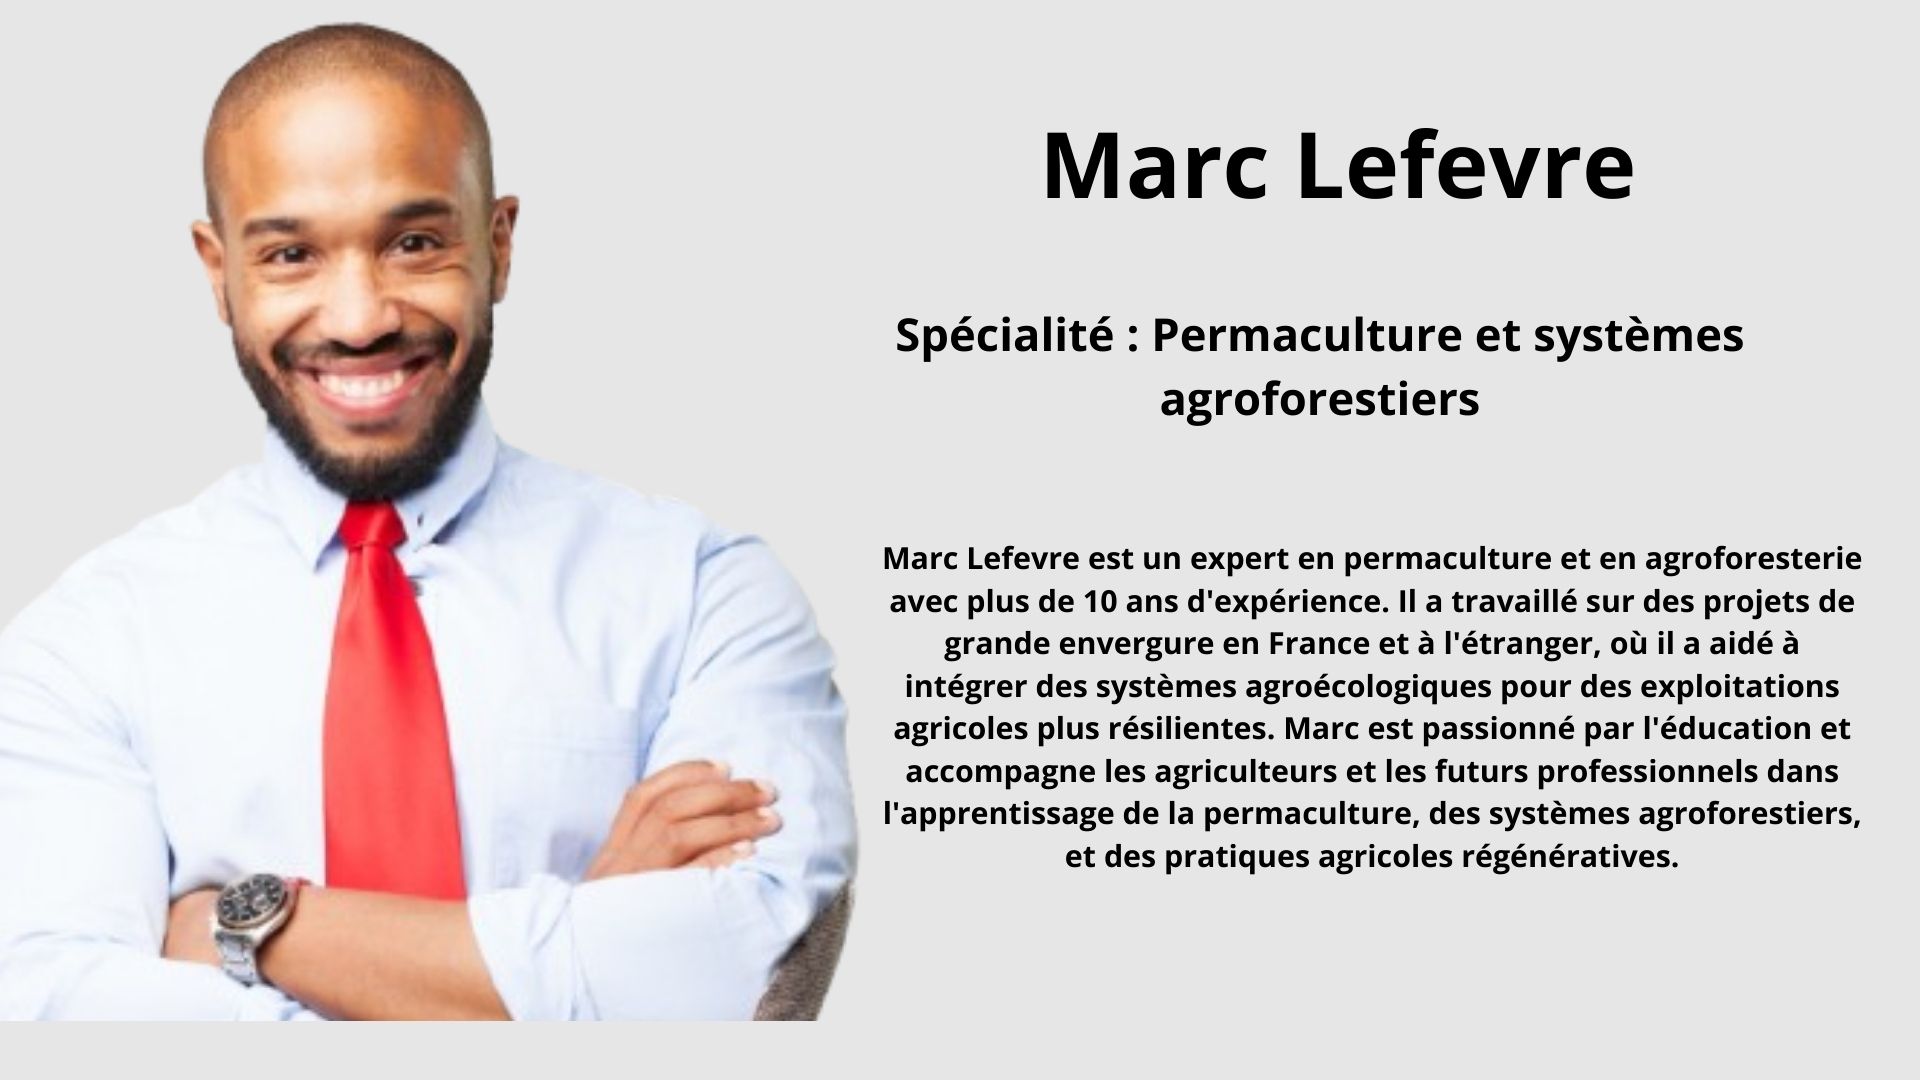 Marc Lefevre
Spécialité : Permaculture et systèmes
agroforestiers
Marc Lefevre est un expert en permaculture et en agroforesterie
avec plus de 10 ans d'expérience. Il a travaillé sur des projets de
grande envergure en France et à l'étranger, où il a aidé à
intégrer des systèmes agroécologiques pour des exploitations
agricoles plus résilientes. Marc est passionné par l'éducation et
accompagne les agriculteurs et les futurs professionnels dans
l'apprentissage de la permaculture, des systèmes agroforestiers,
et des pratiques agricoles régénératives.